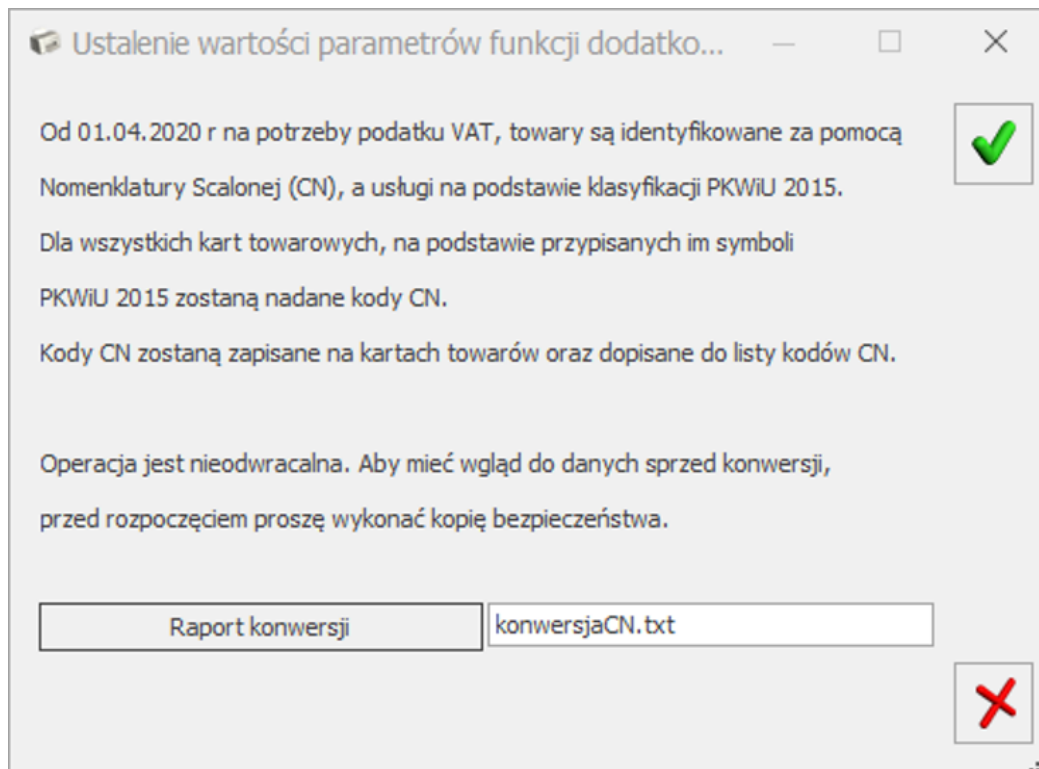 Ustalenie wartości parametrów funkcji dodatko...
Od 01.04.2020 r na potrzeby podatku VAT, towary są identyfikowane za pomocą
Nomenklatury Scalonej (CN), a usługi na podstawie klasyfikacji PKWiU 2015.
Dla wszystkich kart towarowych, na podstawie przypisanych im symboli
PKWiU 2015 zostaną nadane kody CN.
Kody CN zostaną zapisane na kartach towarów oraz dopisane do listy kodów CN.
Operacja jest nieodwracalna. Aby mieć wgląd do danych sprzed konwersji,
przed rozpoczęciem proszę wykonać kopię bezpieczeństwa.
Raport konwersji konwersjaCN.txt